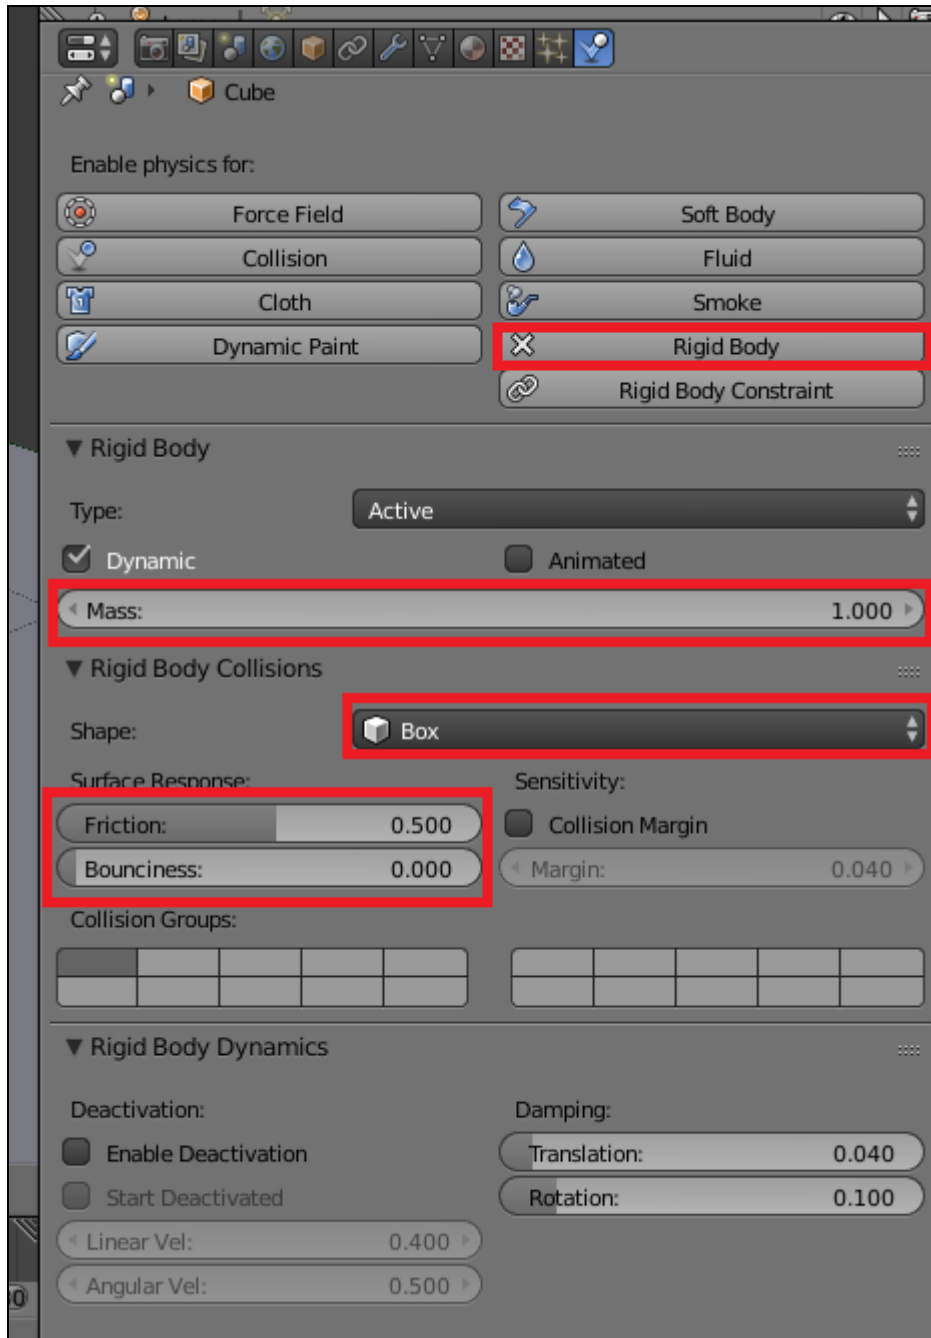 Cube
Enable physics for:
Force Field Soft Body
Collision Fluid
Cloth Smoke
Dynamic Paint Rigid Body
Rigid Body Constraint
Rigid Body
Type: Active
Dynamic Animated
Mass: 1.000
Rigid Body Collisions
Shape: Box
Surface Response: Sensitivity:
Friction: 0.500 Collision Margin
Bounciness: 0.000 Margin: 0.040
Collision Groups:
Rigid Body Dynamics
Deactivation: Damping:
Enable Deactivation Translation: 0.040
Start Deactivated Rotation: 0.100
Linear Vel: 0.400
Angular Vel: 0.500